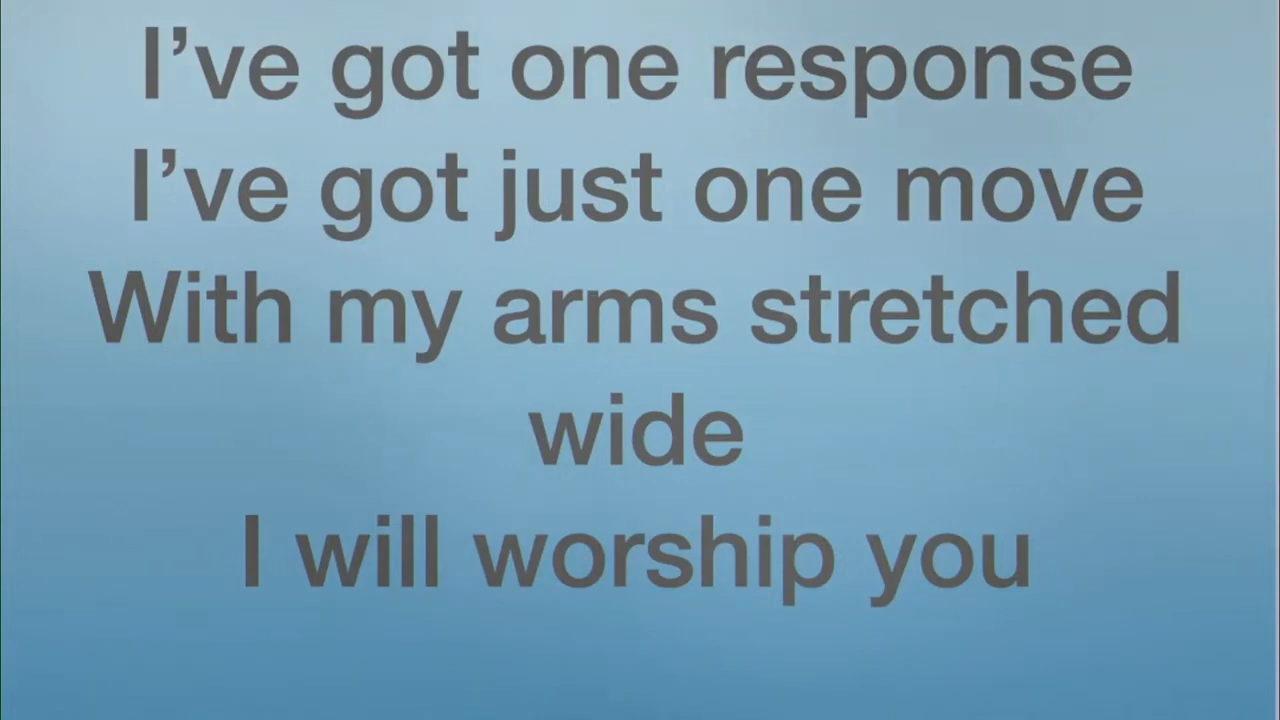 I’ve got one response
I’ve got just one move
With my arms stretched
wide
I will worship you